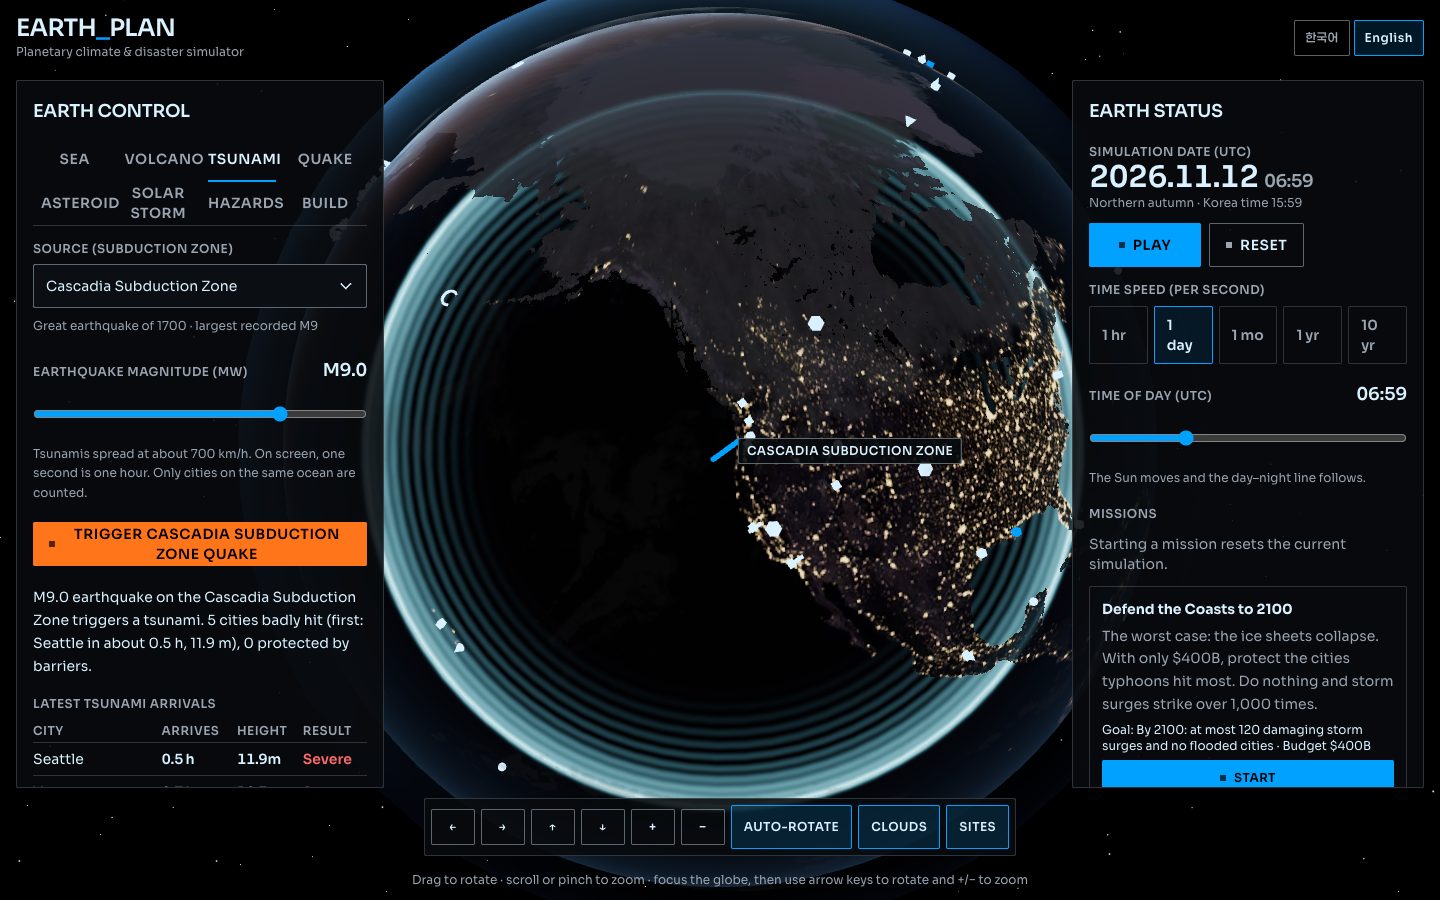 EARTH_PLAN
Planetary climate & disaster simulator
한국어
English
EARTH CONTROL
SEA
VOLCANO
TSUNAMI
QUAKE
ASTEROID
SOLAR
STORM
HAZARDS
BUILD
SOURCE (SUBDUCTION ZONE)
Cascadia Subduction Zone
Great earthquake of 1700 · largest recorded M9
EARTHQUAKE MAGNITUDE (MW)
M9.0
Tsunamis spread at about 700 km/h. On screen, one
second is one hour. Only cities on the same ocean are
counted.
TRIGGER CASCADIA SUBDUCTION
ZONE QUAKE
M9.0 earthquake on the Cascadia Subduction
Zone triggers a tsunami. 5 cities badly hit (first:
Seattle in about 0.5 h, 11.9 m), 0 protected by
barriers.
LATEST TSUNAMI ARRIVALS
CITY ARRIVES HEIGHT RESULT
Seattle 0.5 h 11.9m Severe
CASCADIA SUBDUCTION ZONE
← → ↑ ↓ + − AUTO-ROTATE CLOUDS SITES
Drag to rotate · scroll or pinch to zoom · focus the globe, then use arrow keys to rotate and +/− to zoom
EARTH STATUS
SIMULATION DATE (UTC)
2026.11.12 06:59
Northern autumn · Korea time 15:59
PLAY
RESET
TIME SPEED (PER SECOND)
1 hr
1
day
1 mo
1 yr
10
yr
TIME OF DAY (UTC)
06:59
The Sun moves and the day–night line follows.
MISSIONS
Starting a mission resets the current
simulation.
Defend the Coasts to 2100
The worst case: the ice sheets collapse.
With only $400B, protect the cities
typhoons hit most. Do nothing and storm
surges strike over 1,000 times.
Goal: By 2100: at most 120 damaging storm
surges and no flooded cities · Budget $400B
START